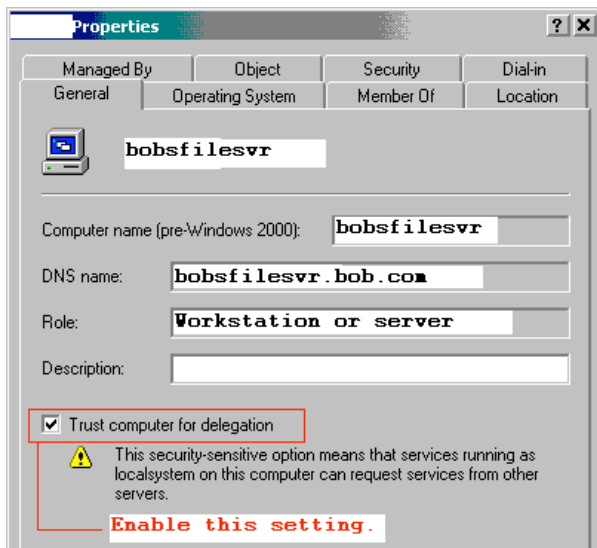 Properties
Managed By Object Security Dial-in
General Operating System Member Of Location
bobsfilesvr
Computer name (pre-Windows 2000): bobsfilesvr
DNS name: bobsfilesvr.bob.com
Role: Workstation or server
Description:
Trust computer for delegation
This security-sensitive option means that services running as
localsystem on this computer can request services from other
servers.
Enable this setting.